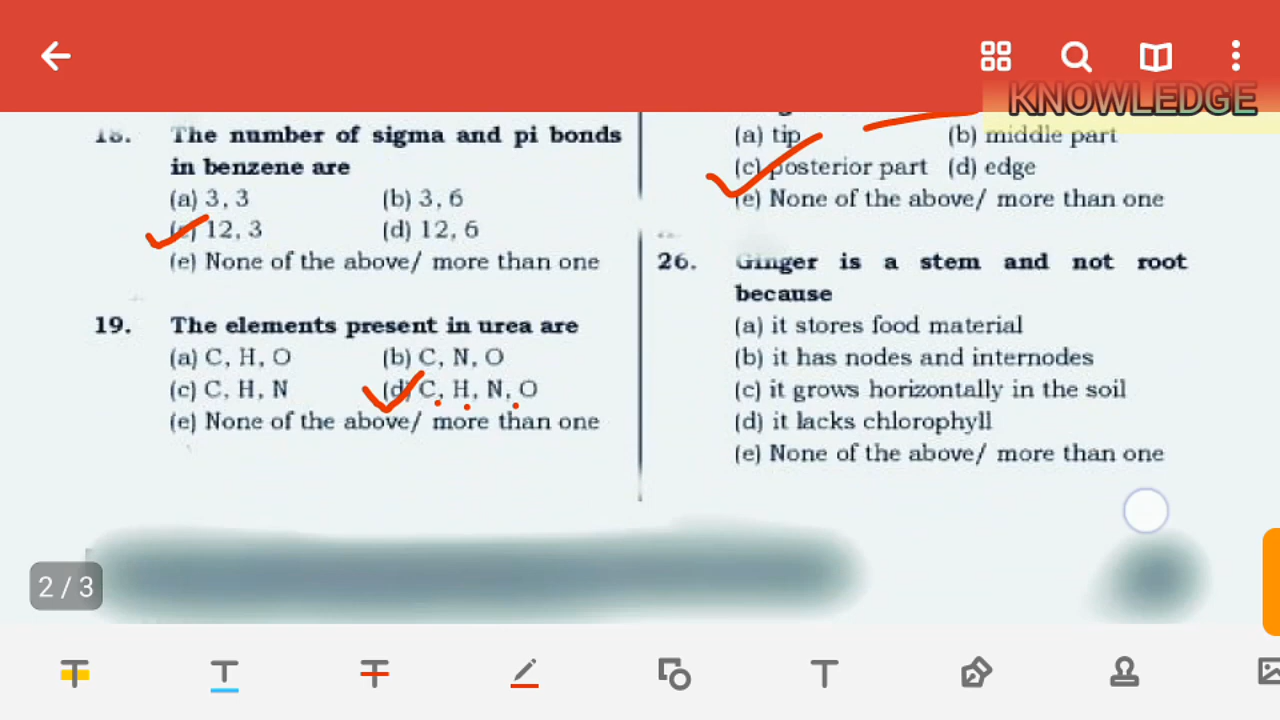 KNOWLEDGE
18. The number of sigma and pi bonds
in benzene are
(a) 3, 3 (b) 3, 6
(c) 12, 3 (d) 12, 6
(e) None of the above/ more than one
19. The elements present in urea are
(a) C, H, O (b) C, N, O
(c) C, H, N (d) C, H, N, O
(e) None of the above/ more than one
(a) tip (b) middle part
(c) posterior part (d) edge
(e) None of the above/ more than one
26. Ginger is a stem and not root
because
(a) it stores food material
(b) it has nodes and internodes
(c) it grows horizontally in the soil
(d) it lacks chlorophyll
(e) None of the above/ more than one
2 / 3